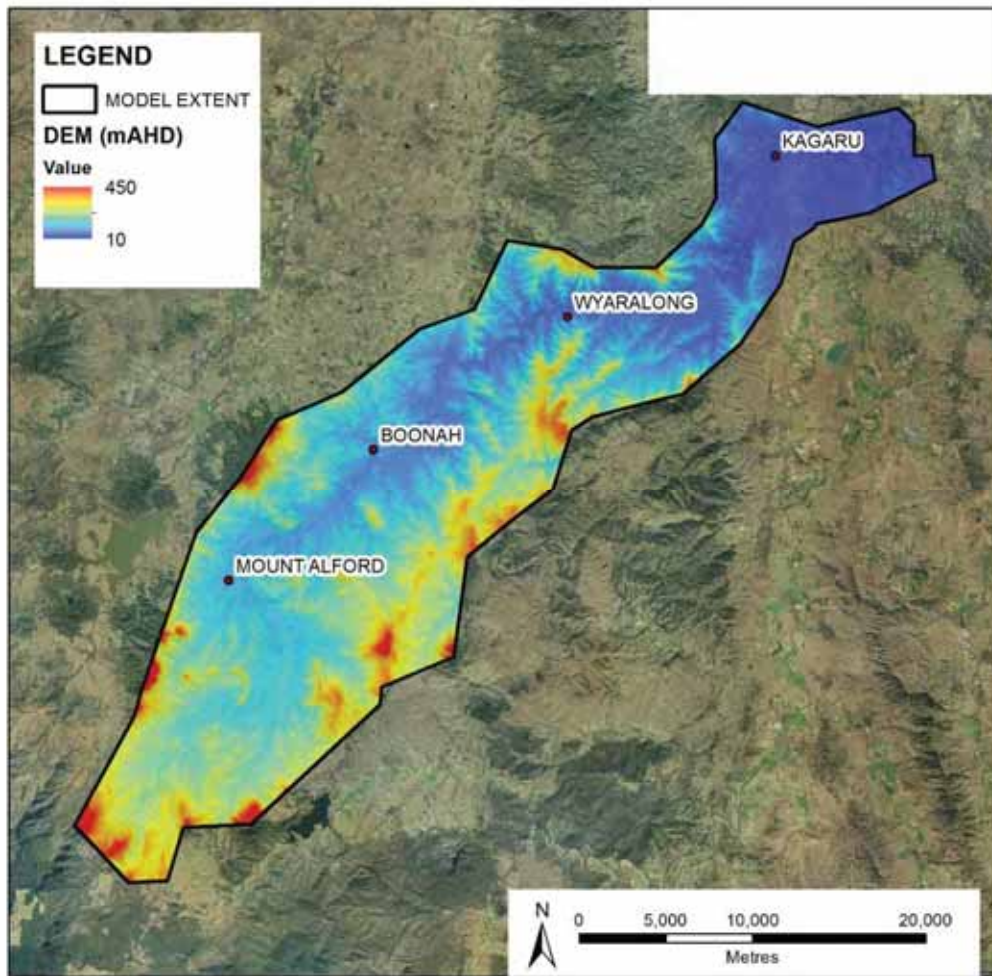 LEGEND
MODEL EXTENT
DEM (mAHD)
Value
450
10
KAGARU
WYARALONG
BOONAH
MOUNT ALFORD
N
0 5,000 10,000 20,000
Metres